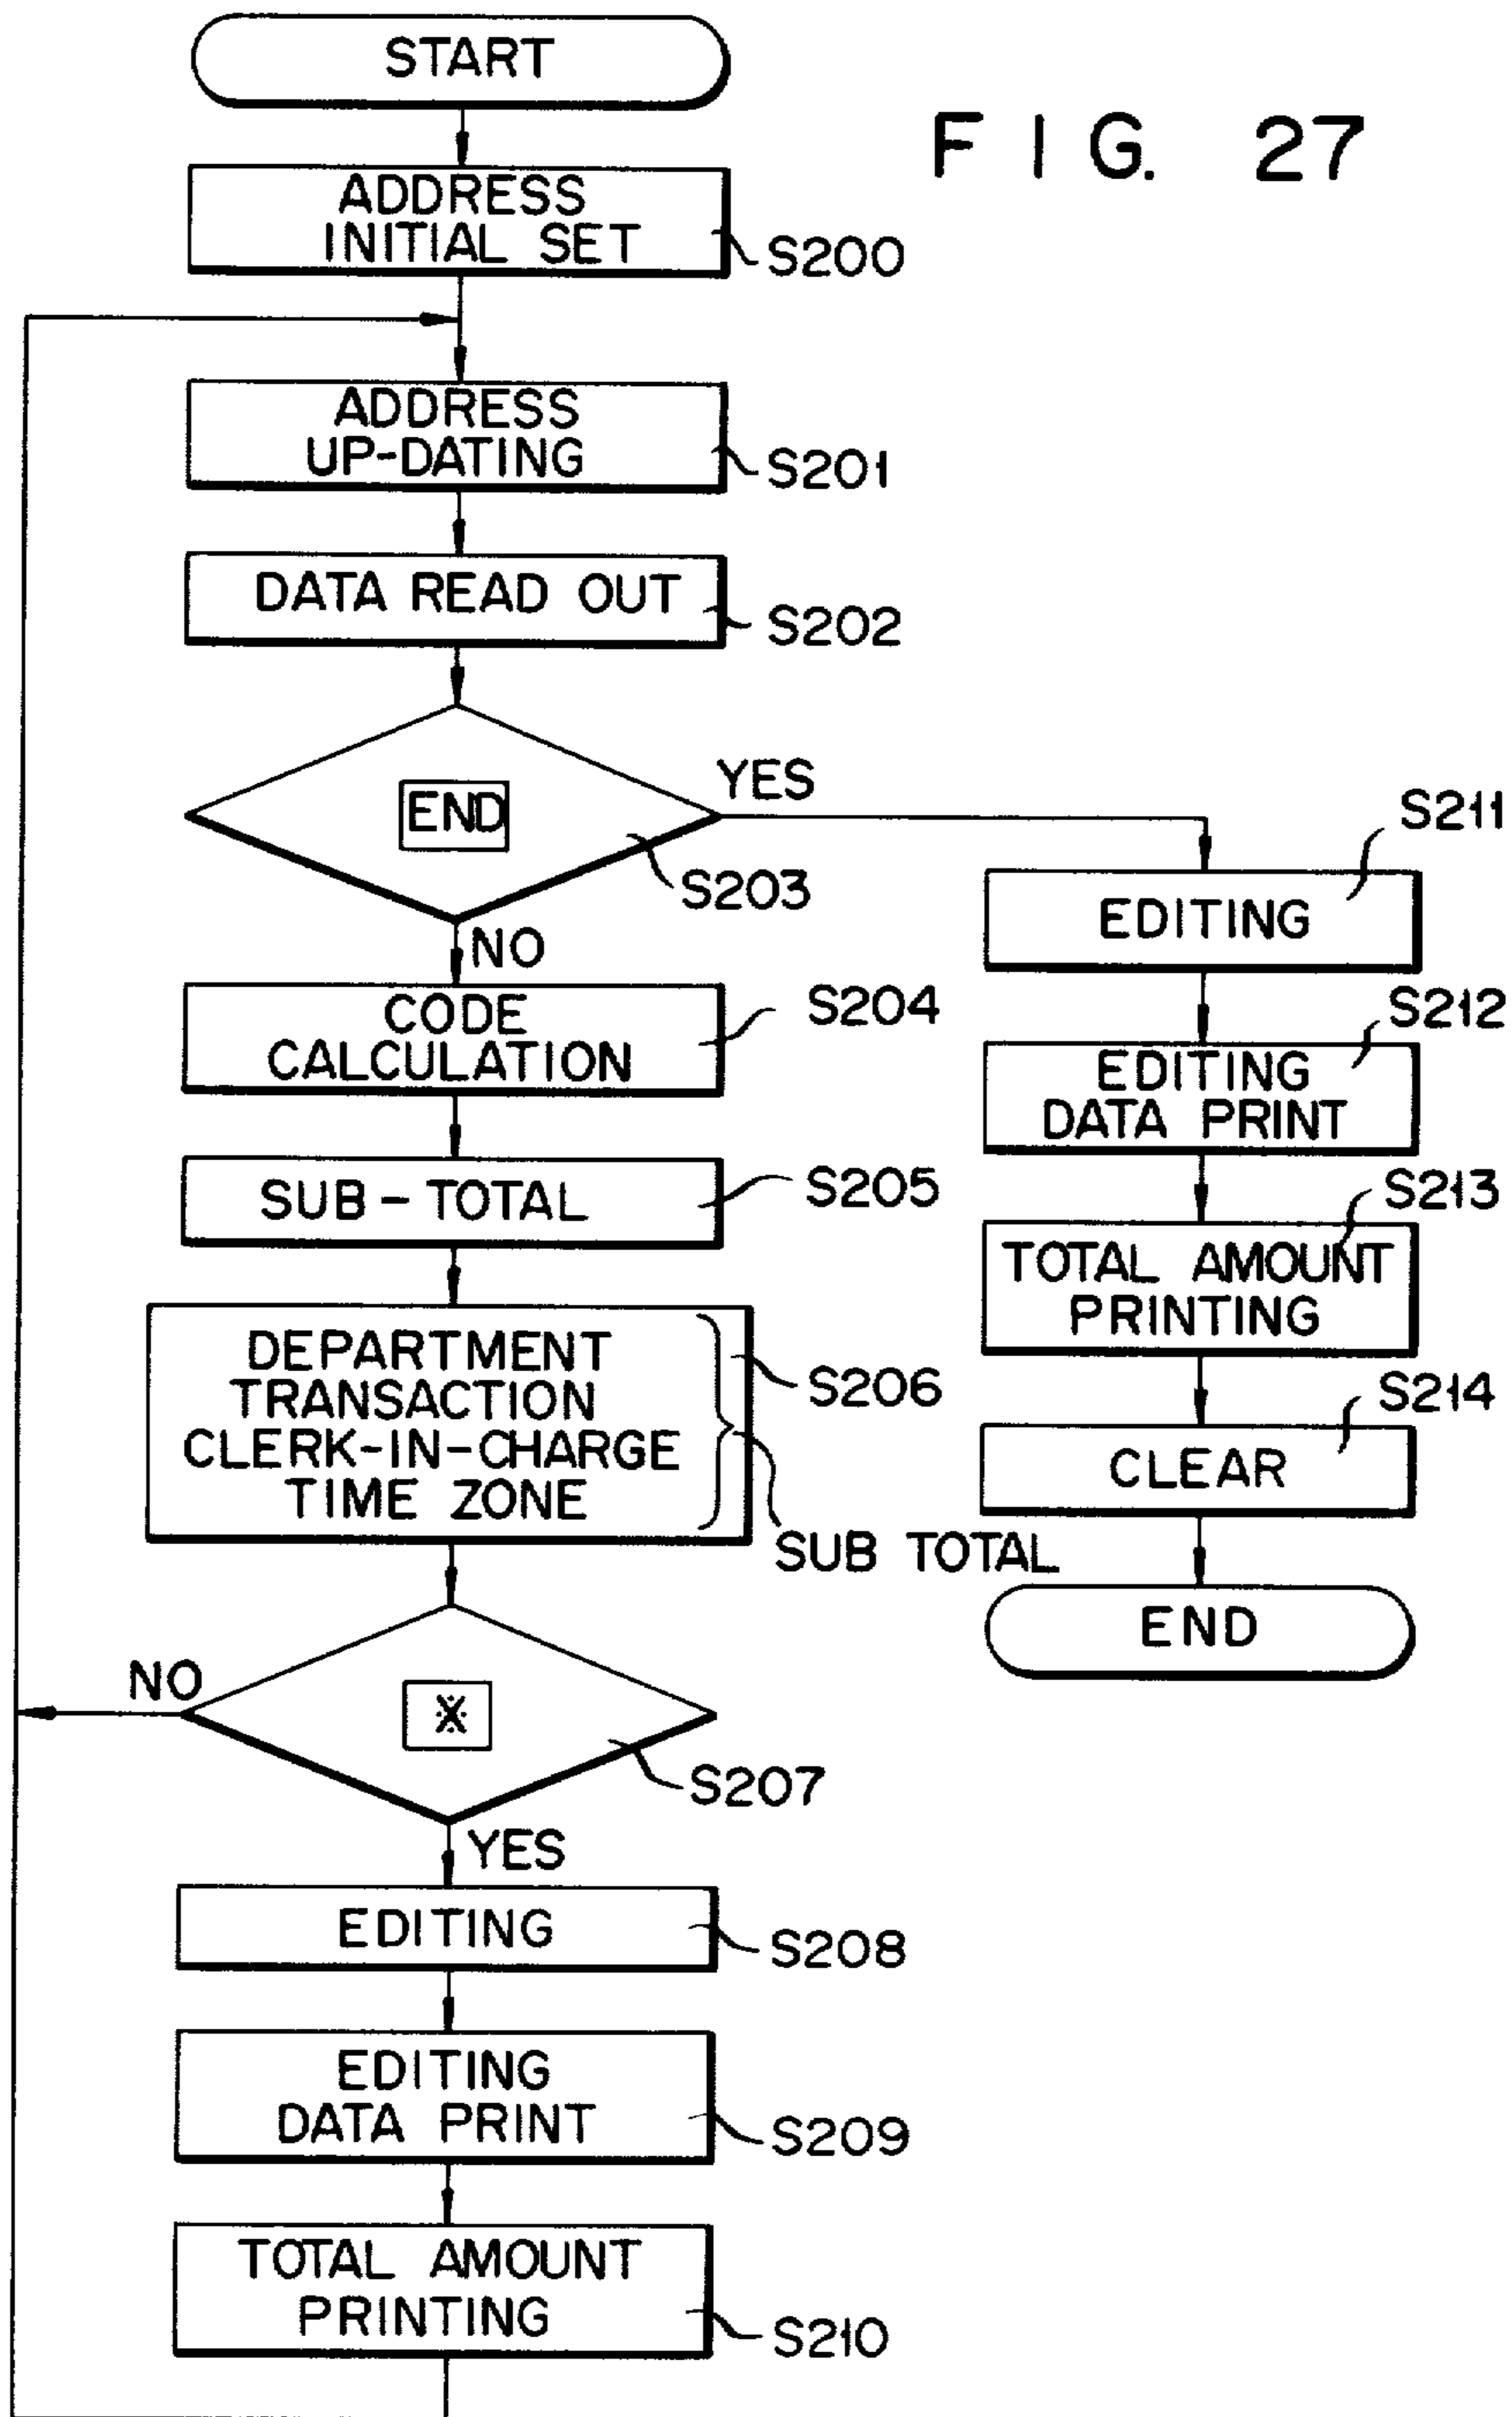 START
FIG. 27
ADDRESS
INITIAL SET
S200
ADDRESS
UP-DATING
S201
DATA READ OUT
S202
END
YES
S203
NO
CODE
CALCULATION
S204
SUB-TOTAL
S205
DEPARTMENT
TRANSACTION
CLERK-IN-CHARGE
TIME ZONE
S206
SUB TOTAL
NO
※
S207
YES
EDITING
S208
EDITING
DATA PRINT
S209
TOTAL AMOUNT
PRINTING
S210
S211
EDITING
S212
EDITING
DATA PRINT
S213
TOTAL AMOUNT
PRINTING
S214
CLEAR
END